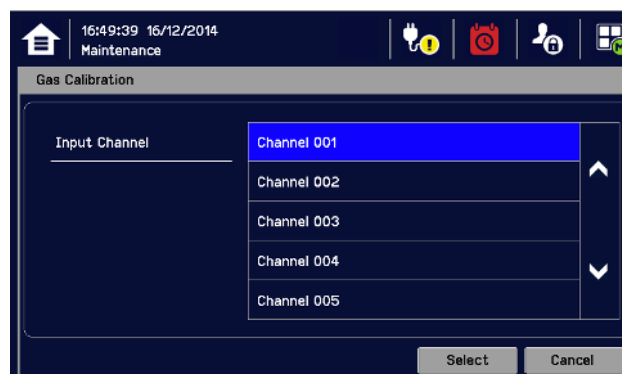 16:49:39 16/12/2014
Maintenance
Gas Calibration
Input Channel
Channel 001
Channel 002
Channel 003
Channel 004
Channel 005
Select Cancel